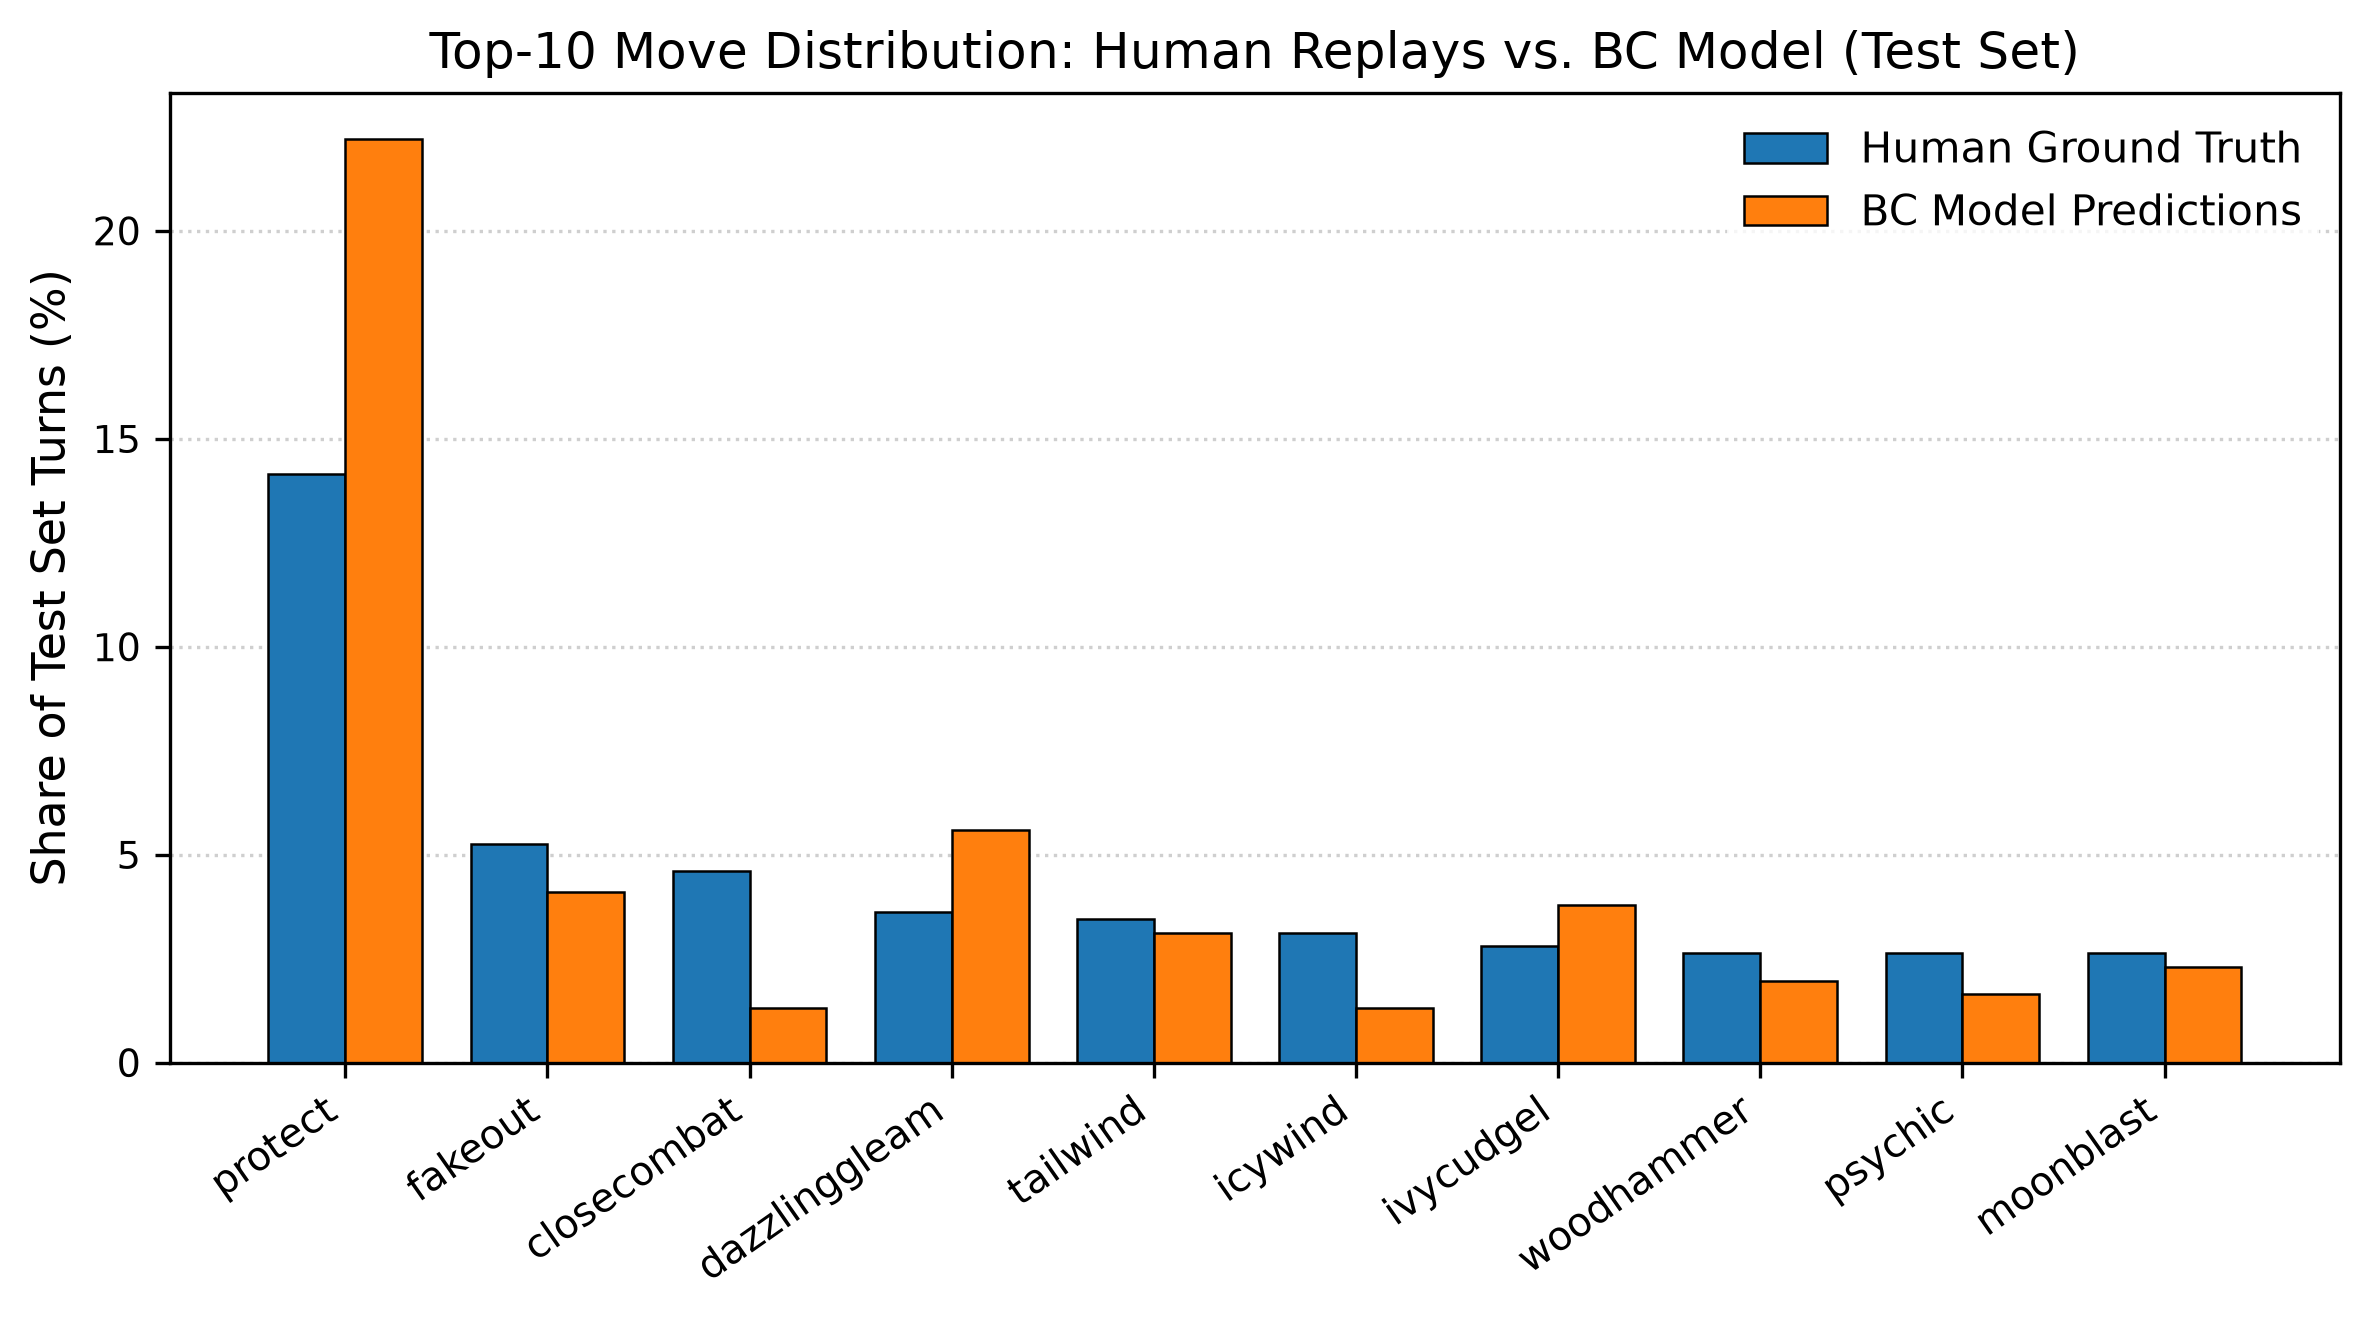 Top-10 Move Distribution: Human Replays vs. BC Model (Test Set)
Human Ground Truth
BC Model Predictions
Share of Test Set Turns (%)
20
15
10
5
0
protect
fakeout
closecombat
dazzlinggleam
tailwind
icywind
ivycudgel
woodhammer
psychic
moonblast